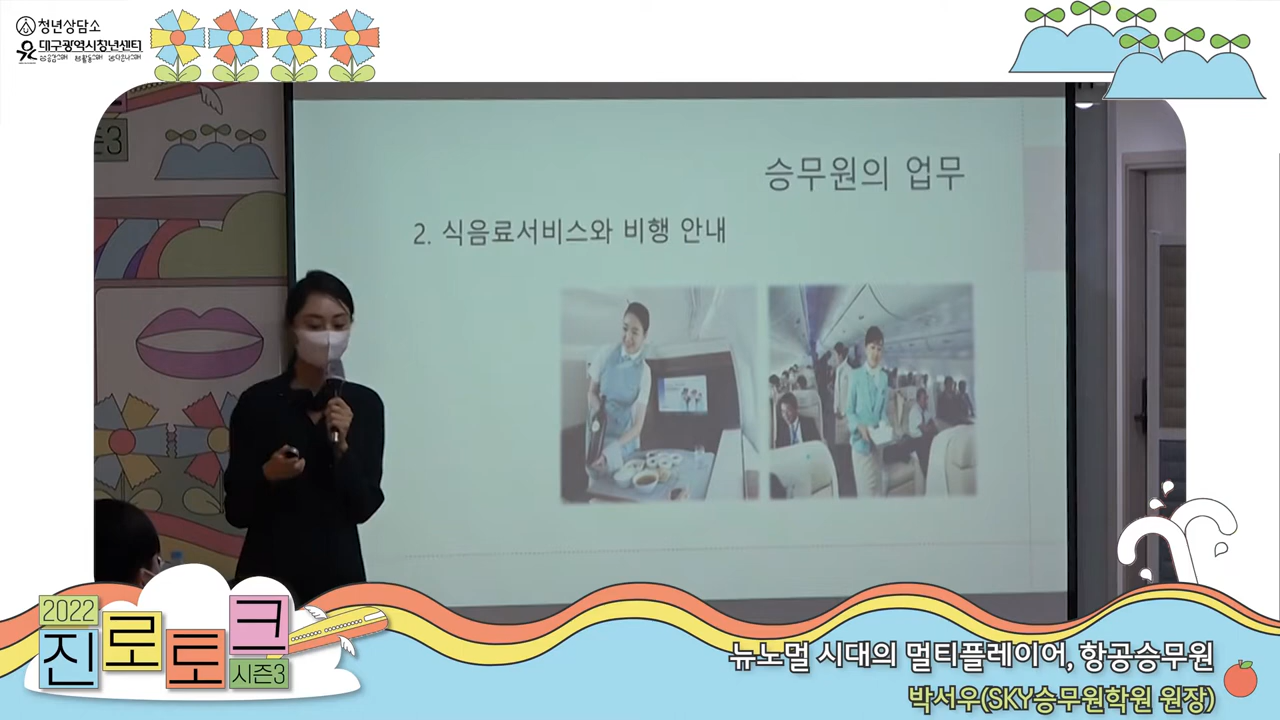 청년상담소
대구광역시청년센터
승무원의 업무
2. 식음료서비스와 비행 안내
2022
진로토크
시즌3
뉴노멀 시대의 멀티플레이어, 항공승무원
박서우(SKY승무원학원 원장)